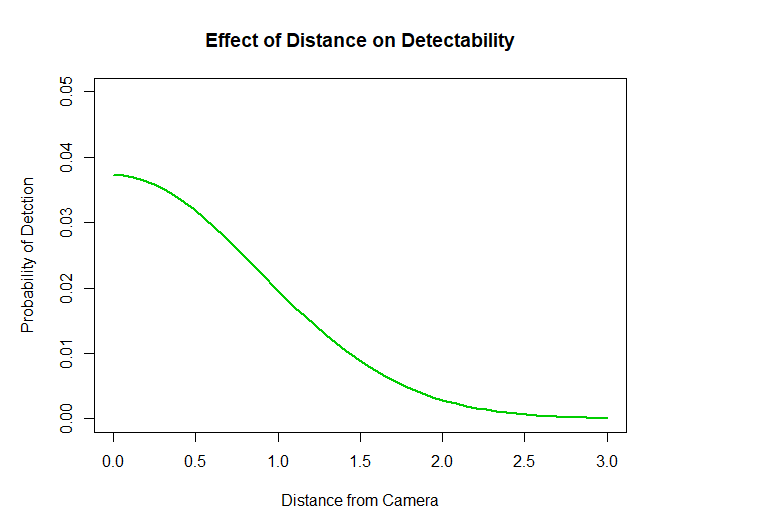 Effect of Distance on Detectability
0.05
0.04
0.03
0.02
0.01
0.00
Probability of Detction
0.0 0.5 1.0 1.5 2.0 2.5 3.0
Distance from Camera